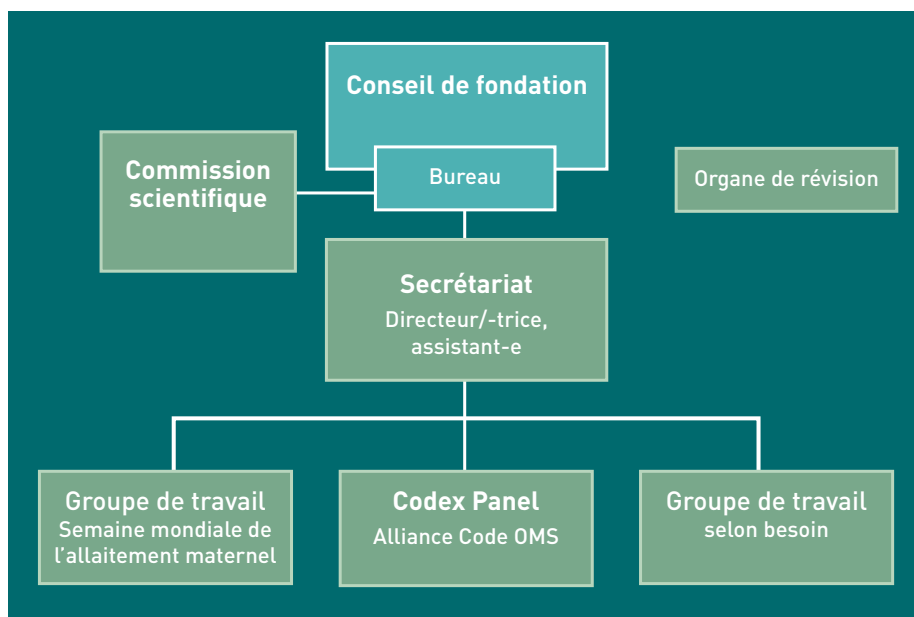 Conseil de fondation
Bureau
Commission
scientifique
Organe de révision
Secrétariat
Directeur/-trice,
assistant-e
Groupe de travail
Semaine mondiale de
l’allaitement maternel
Codex Panel
Alliance Code OMS
Groupe de travail
selon besoin